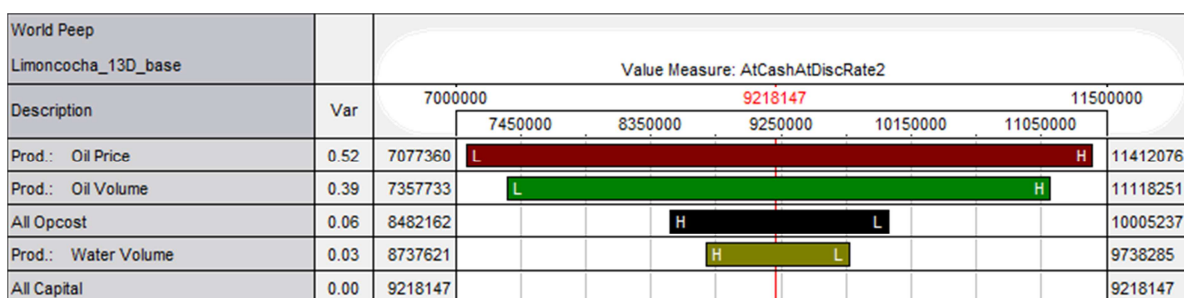 World Peep
Limoncocha_13D_base
Value Measure: AtCashAtDiscRate2
Description Var 7000000 9218147 11500000
7450000 8350000 9250000 10150000 11050000
Prod.: Oil Price 0.52 7077360 L H 11412076
Prod.: Oil Volume 0.39 7357733 L H 11118251
All Opcost 0.06 8482162 H L 10005237
Prod.: Water Volume 0.03 8737621 H L 9738285
All Capital 0.00 9218147 9218147